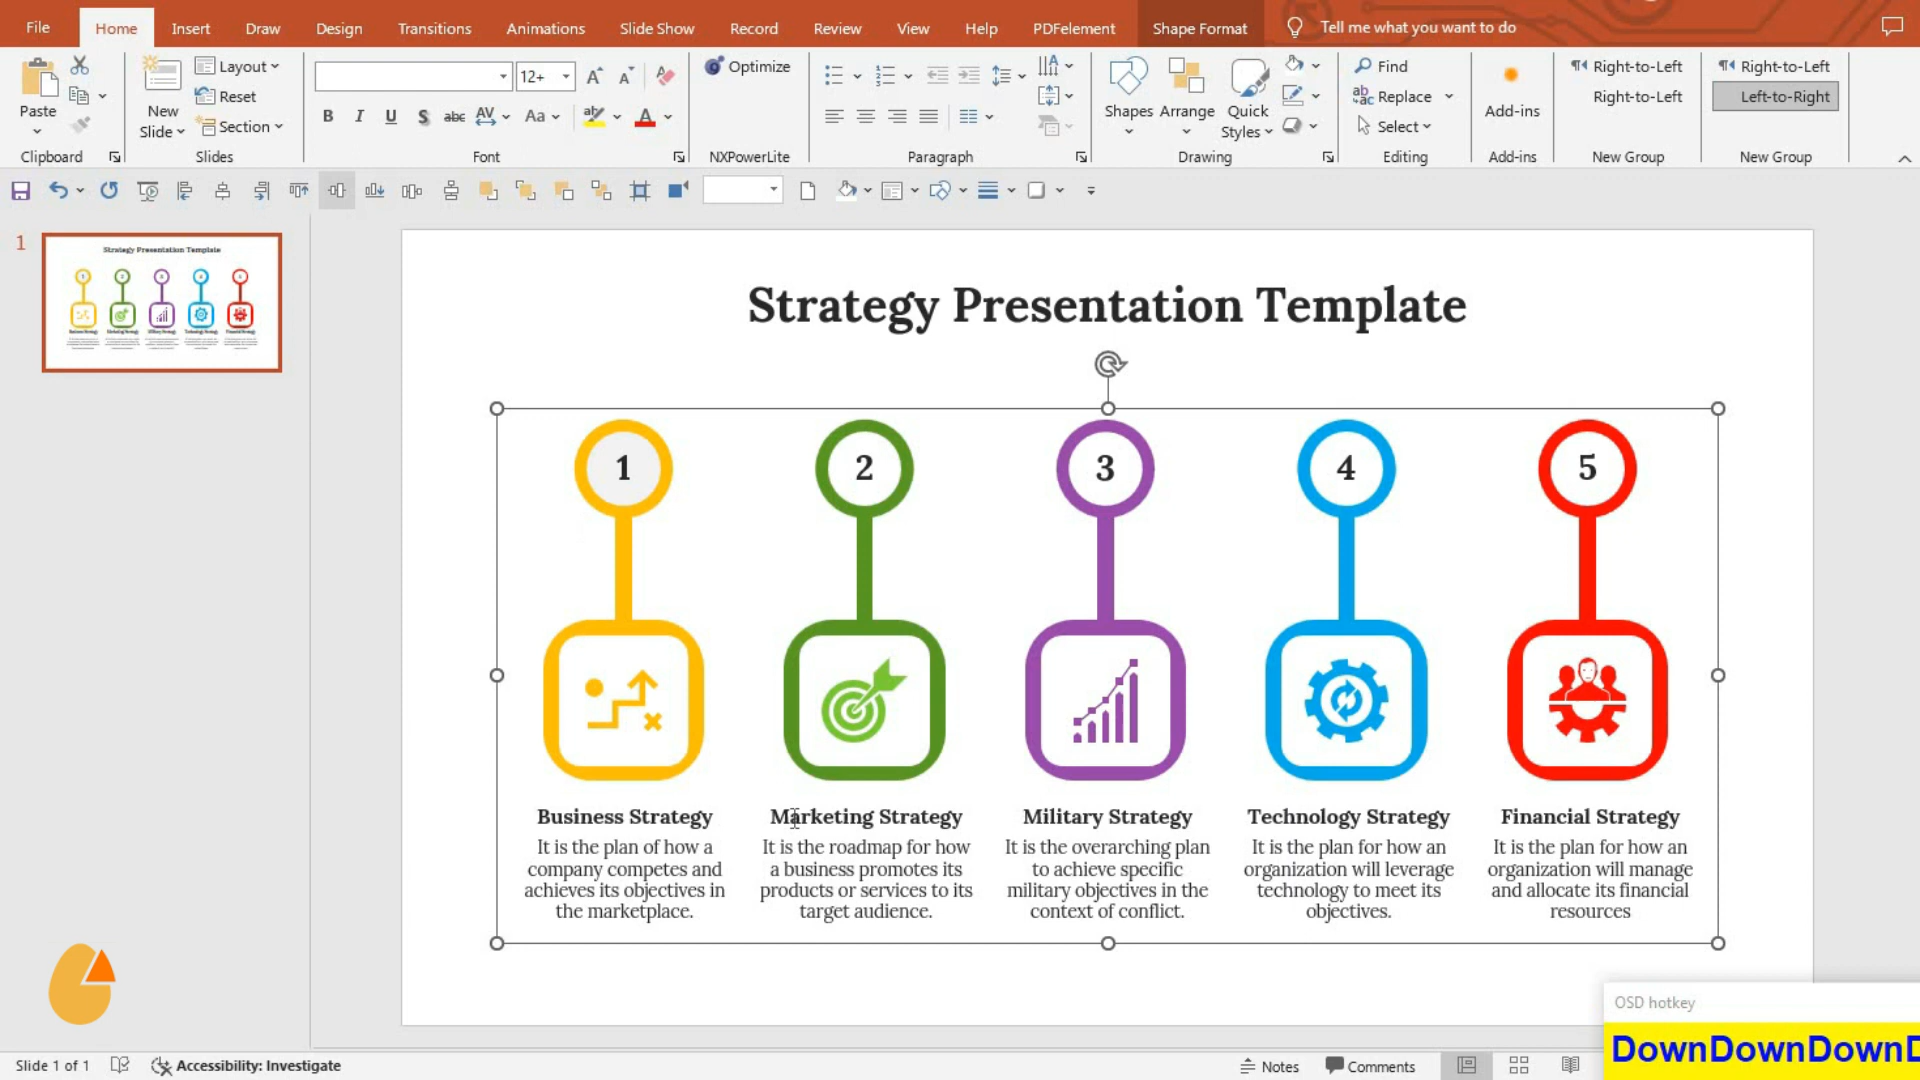 File Home Insert Draw Design Transitions Animations Slide Show Record Review View Help PDFelement Shape Format Tell me what you want to do
Paste
Clipboard
New
Slide
Layout
Reset
Section
Slides
12+
B I U S abc AV Aa A
Font
Optimize
NXPowerLite
Paragraph
Shapes
Arrange
Quick
Styles
Drawing
Find
Replace
Select
Editing
Add-ins
Add-ins
Right-to-Left
Right-to-Left
New Group
Right-to-Left
Left-to-Right
New Group
1
Strategy Presentation Template
Strategy Presentation Template
1 2 3 4 5
Business Strategy
It is the plan of how a
company competes and
achieves its objectives in
the marketplace.
Marketing Strategy
It is the roadmap for how
a business promotes its
products or services to its
target audience.
Military Strategy
It is the overarching plan
to achieve specific
military objectives in the
context of conflict.
Technology Strategy
It is the plan for how an
organization will leverage
technology to meet its
objectives.
Financial Strategy
It is the plan for how an
organization will manage
and allocate its financial
resources
OSD hotkey
DownDownDownD
Slide 1 of 1 Accessibility: Investigate Notes Comments